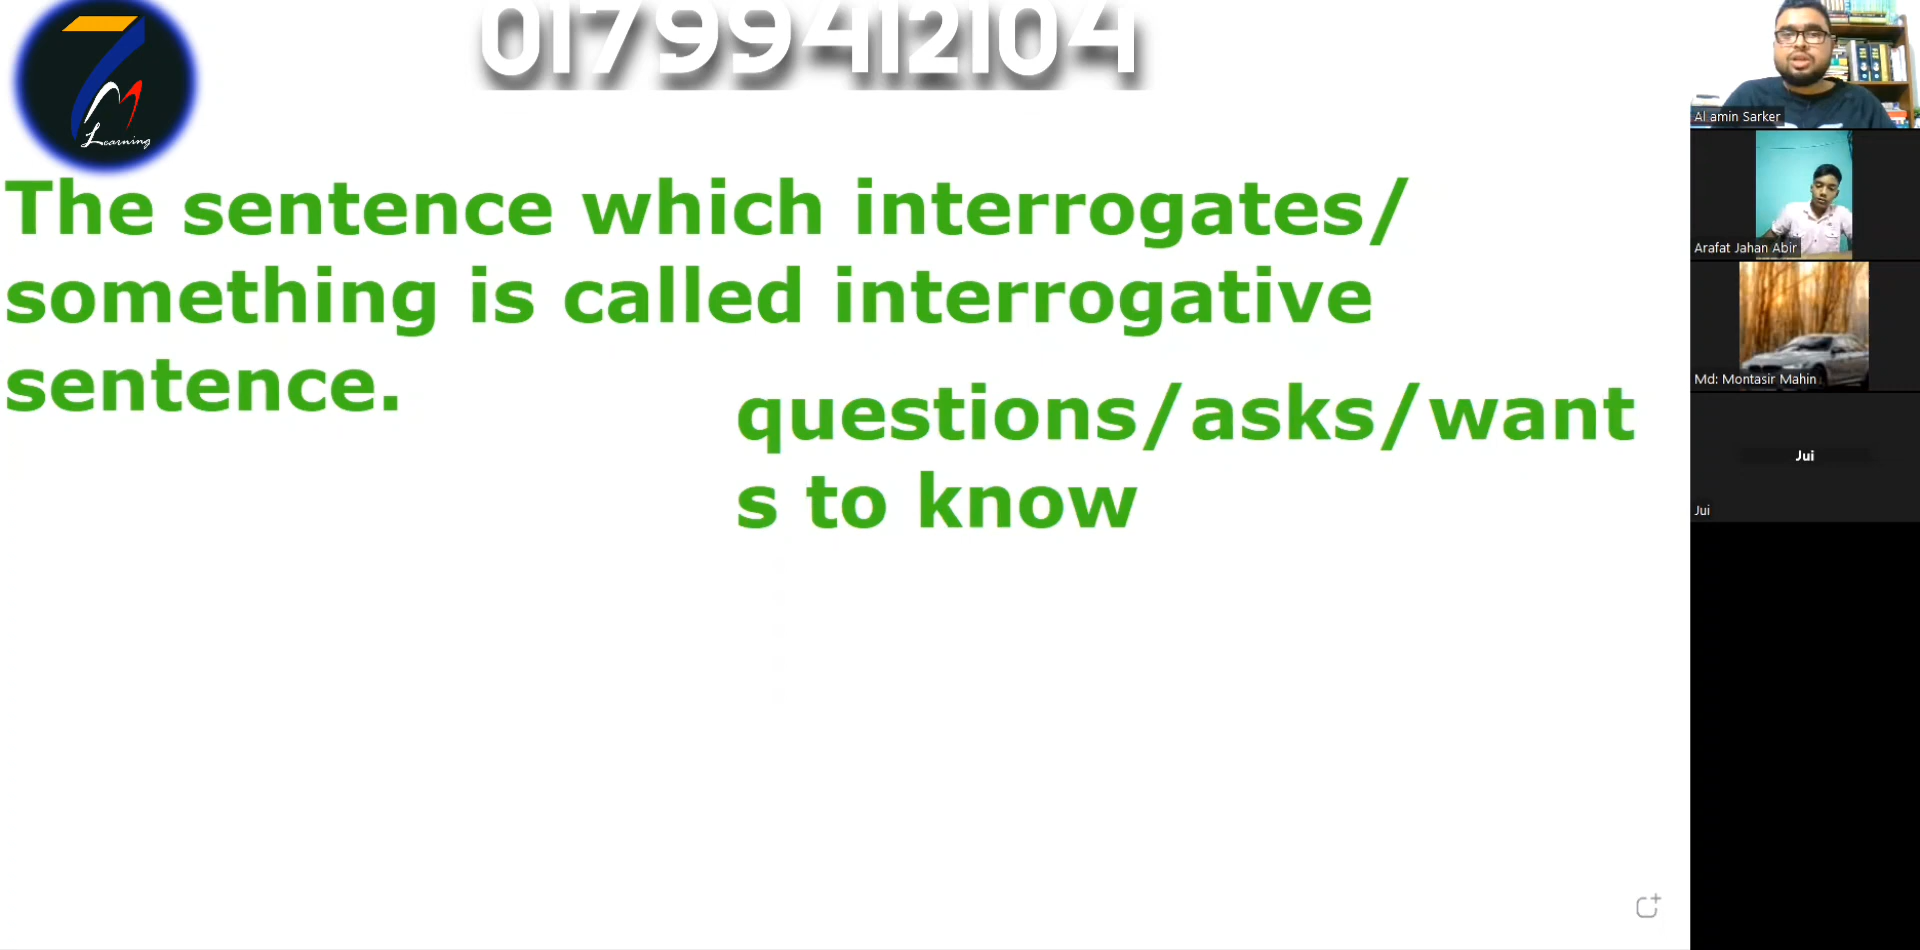 01799412104
7
M
Learning
The sentence which interrogates/
something is called interrogative
sentence.
questions/asks/want
s to know
Al amin Sarker
Arafat Jahan Abir
Md: Montasir Mahin
Jui
Jui